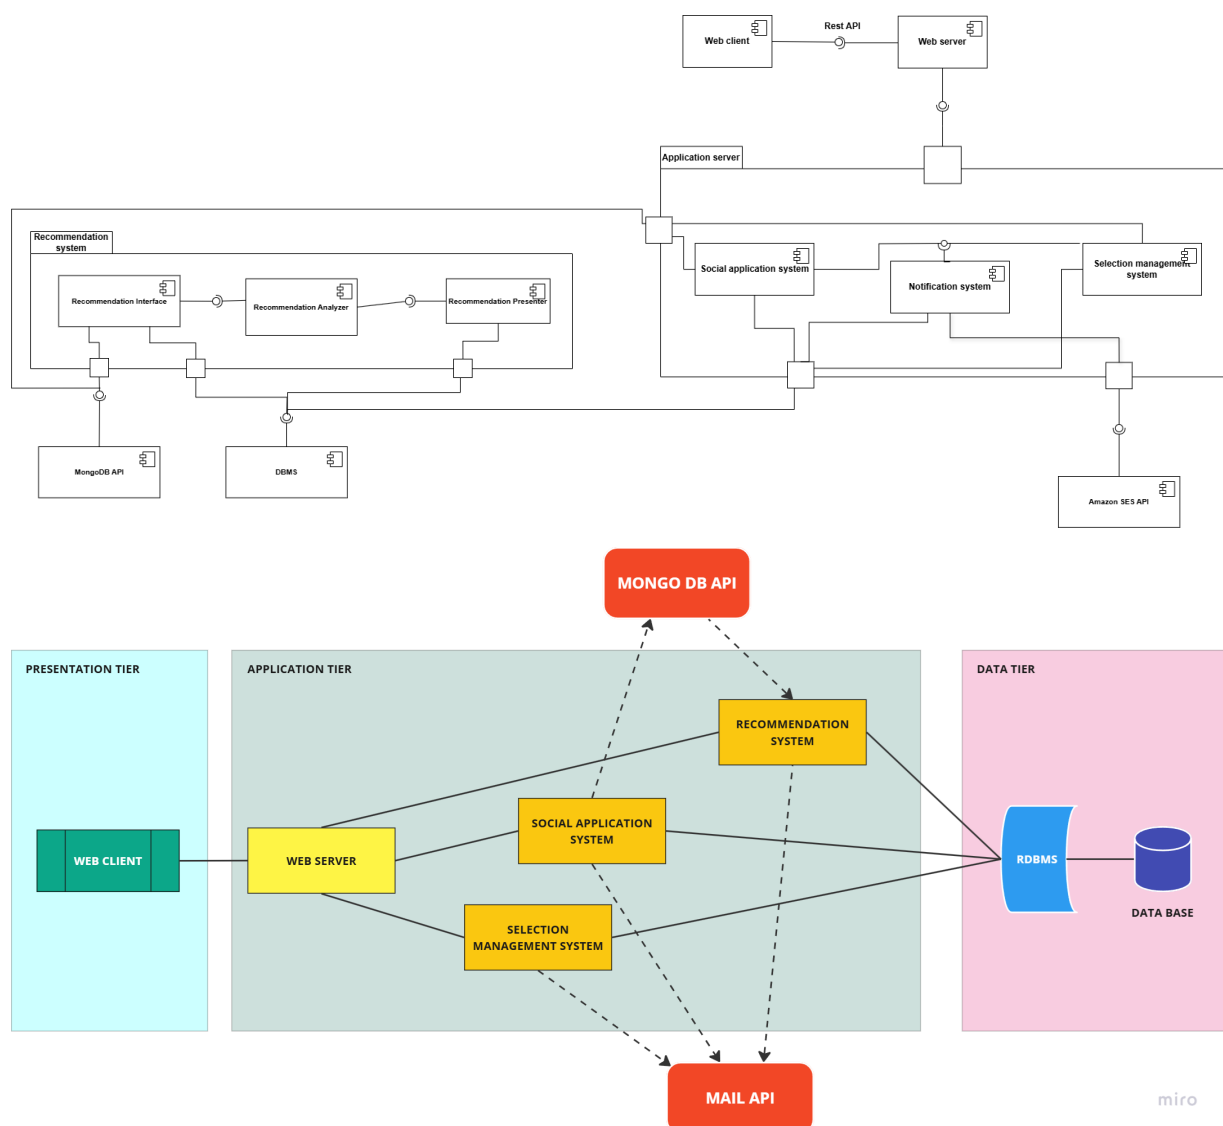 Rest API
Web client
Web server
Application server
Recommendation
system
Social application system
Selection management
system
Notification system
Recommendation Interface
Recommendation Analyzer
Recommendation Presenter
MongoDB API
DBMS
Amazon SES API
MONGO DB API
PRESENTATION TIER
APPLICATION TIER
DATA TIER
RECOMMENDATION
SYSTEM
SOCIAL APPLICATION
SYSTEM
WEB CLIENT
WEB SERVER
RDBMS
DATA BASE
SELECTION
MANAGEMENT SYSTEM
MAIL API
miro